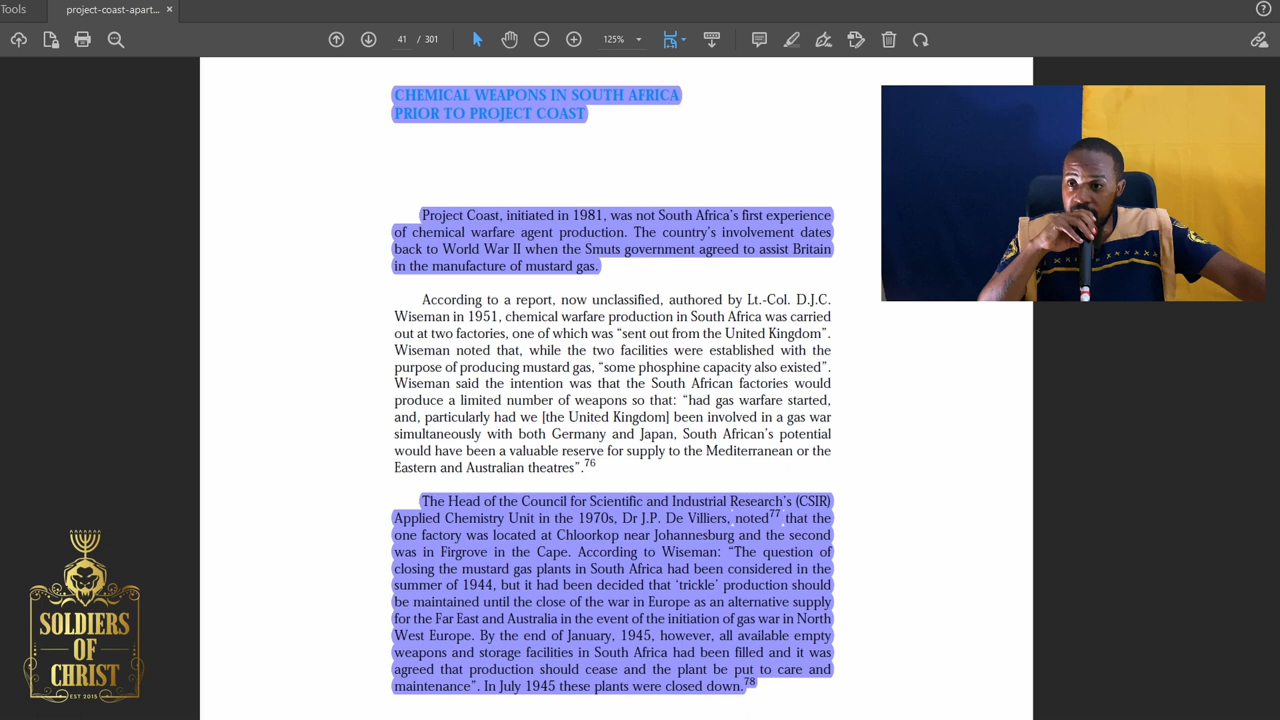 Tools
project-coast-apart... ×
41 / 301
125%
CHEMICAL WEAPONS IN SOUTH AFRICA
PRIOR TO PROJECT COAST
Project Coast, initiated in 1981, was not South Africa's first experience
of chemical warfare agent production. The country's involvement dates
back to World War II when the Smuts government agreed to assist Britain
in the manufacture of mustard gas.
According to a report, now unclassified, authored by Lt.-Col. D.J.C.
Wiseman in 1951, chemical warfare production in South Africa was carried
out at two factories, one of which was “sent out from the United Kingdom”.
Wiseman noted that, while the two facilities were established with the
purpose of producing mustard gas, “some phosphine capacity also existed”.
Wiseman said the intention was that the South African factories would
produce a limited number of weapons so that: “had gas warfare started,
and, particularly had we [the United Kingdom] been involved in a gas war
simultaneously with both Germany and Japan, South African's potential
would have been a valuable reserve for supply to the Mediterranean or the
Eastern and Australian theatres”.76
The Head of the Council for Scientific and Industrial Research's (CSIR)
Applied Chemistry Unit in the 1970s, Dr J.P. De Villiers, noted77 that the
one factory was located at Chloorkop near Johannesburg and the second
was in Firgrove in the Cape. According to Wiseman: “The question of
closing the mustard gas plants in South Africa had been considered in the
summer of 1944, but it had been decided that ‘trickle’ production should
be maintained until the close of the war in Europe as an alternative supply
for the Far East and Australia in the event of the initiation of gas war in North
West Europe. By the end of January, 1945, however, all available empty
weapons and storage facilities in South Africa had been filled and it was
agreed that production should cease and the plant be put to care and
maintenance”. In July 1945 these plants were closed down.78
SOLDIERS
OF
CHRIST
EST 2015